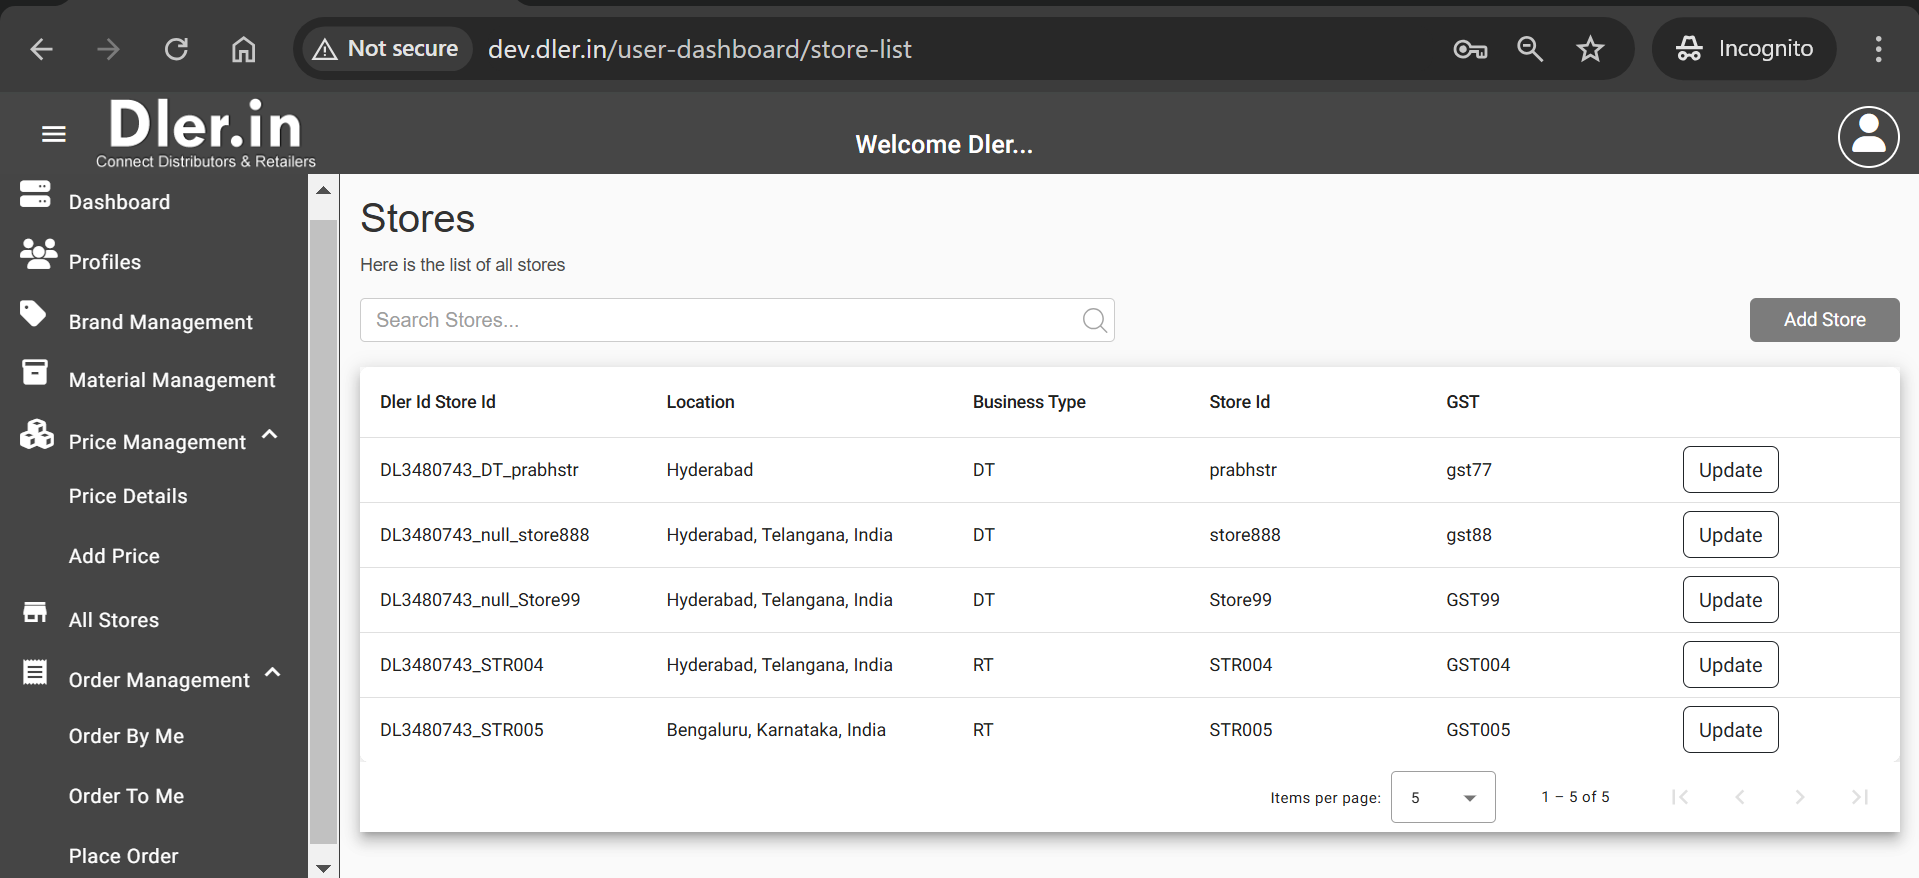 Not secure
dev.dler.in/user-dashboard/store-list
Incognito
Dler.in
Connect Distributors & Retailers
Welcome Dler...
Dashboard
Profiles
Brand Management
Material Management
Price Management
Price Details
Add Price
All Stores
Order Management
Order By Me
Order To Me
Place Order
Stores
Here is the list of all stores
Search Stores...
Add Store
Dler Id Store Id Location Business Type Store Id GST
DL3480743_DT_prabhstr Hyderabad DT prabhstr gst77 Update
DL3480743_null_store888 Hyderabad, Telangana, India DT store888 gst88 Update
DL3480743_null_Store99 Hyderabad, Telangana, India DT Store99 GST99 Update
DL3480743_STR004 Hyderabad, Telangana, India RT STR004 GST004 Update
DL3480743_STR005 Bengaluru, Karnataka, India RT STR005 GST005 Update
Items per page: 5 1 – 5 of 5